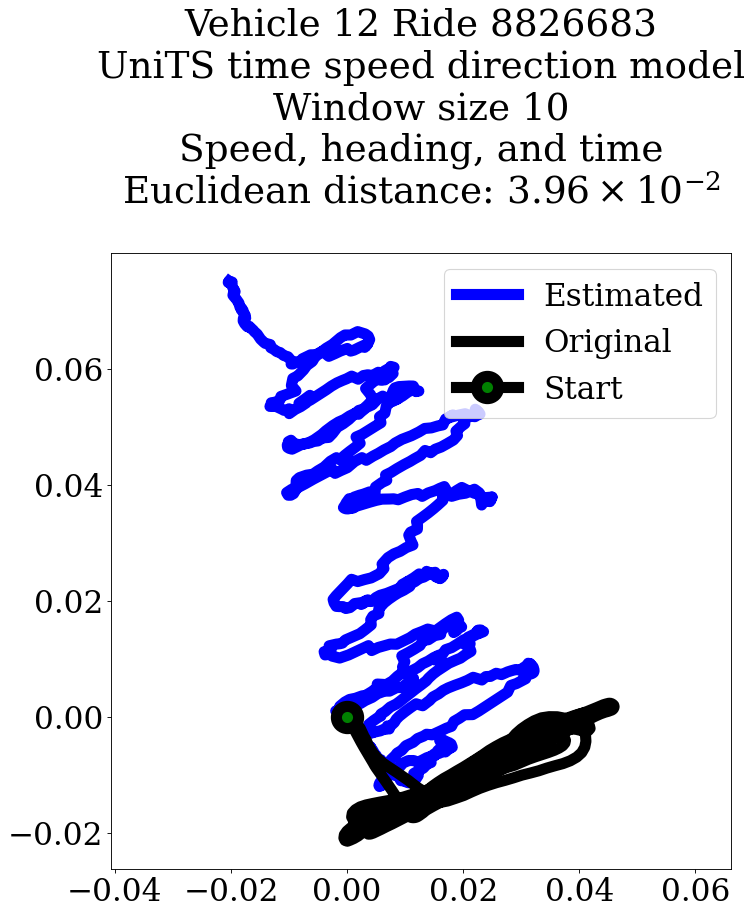 Vehicle 12 Ride 8826683
UniTS time speed direction model
Window size 10
Speed, heading, and time
Euclidean distance: 3.96 × 10⁻²
Estimated
Original
Start
0.06
0.04
0.02
0.00
−0.02
−0.04 −0.02 0.00 0.02 0.04 0.06